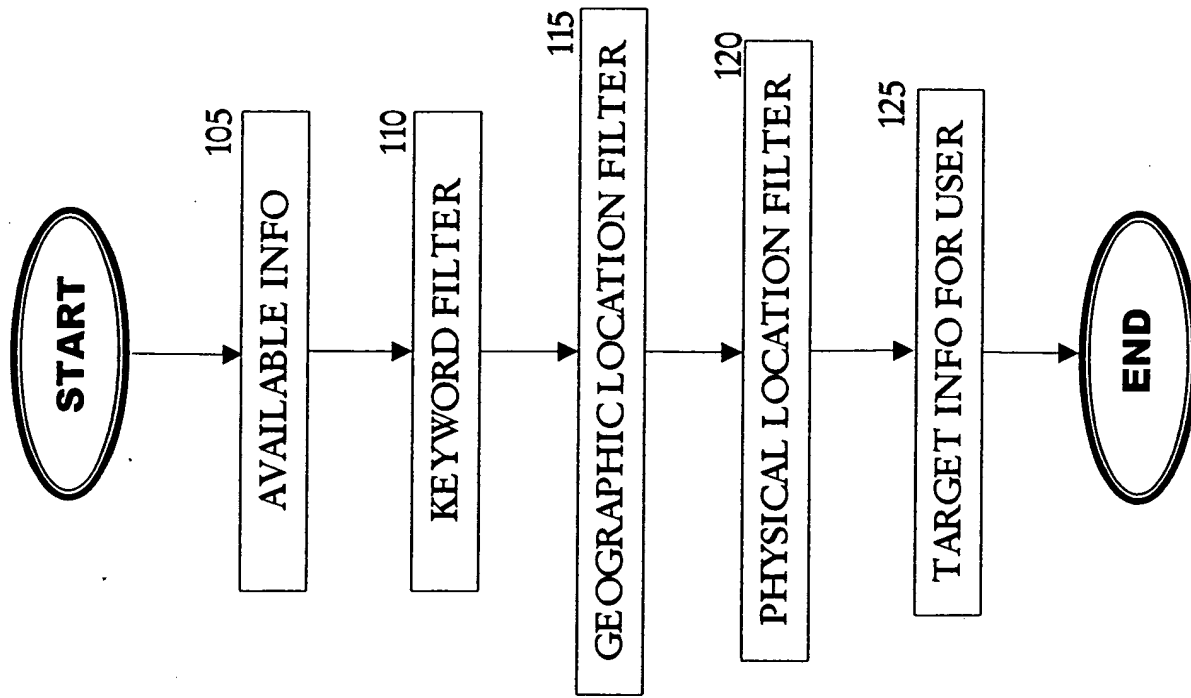 START
105
AVAILABLE INFO
110
KEYWORD FILTER
115
GEOGRAPHIC LOCATION FILTER
120
PHYSICAL LOCATION FILTER
125
TARGET INFO FOR USER
END